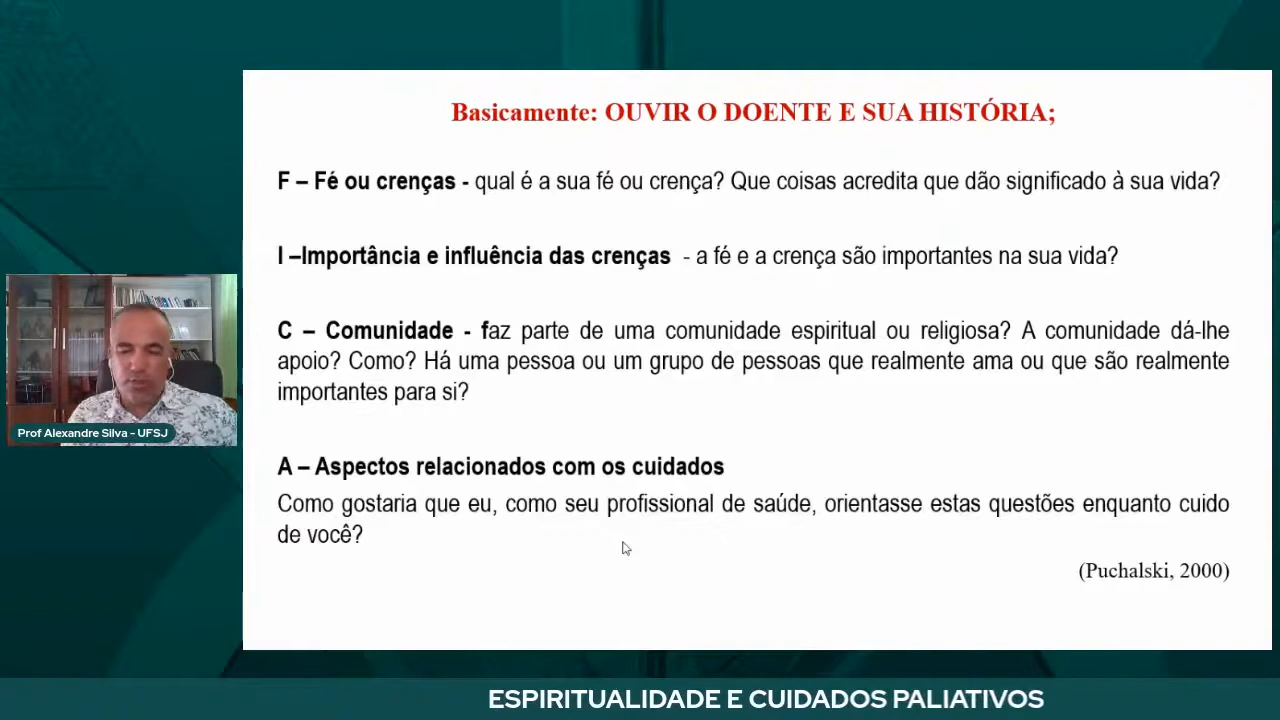 Basicamente: OUVIR O DOENTE E SUA HISTÓRIA;
F – Fé ou crenças - qual é a sua fé ou crença? Que coisas acredita que dão significado à sua vida?
I –Importância e influência das crenças - a fé e a crença são importantes na sua vida?
C – Comunidade - faz parte de uma comunidade espiritual ou religiosa? A comunidade dá-lhe
apoio? Como? Há uma pessoa ou um grupo de pessoas que realmente ama ou que são realmente
importantes para si?
A – Aspectos relacionados com os cuidados
Como gostaria que eu, como seu profissional de saúde, orientasse estas questões enquanto cuido
de você?
(Puchalski, 2000)
Prof Alexandre Silva - UFSJ
ESPIRITUALIDADE E CUIDADOS PALIATIVOS